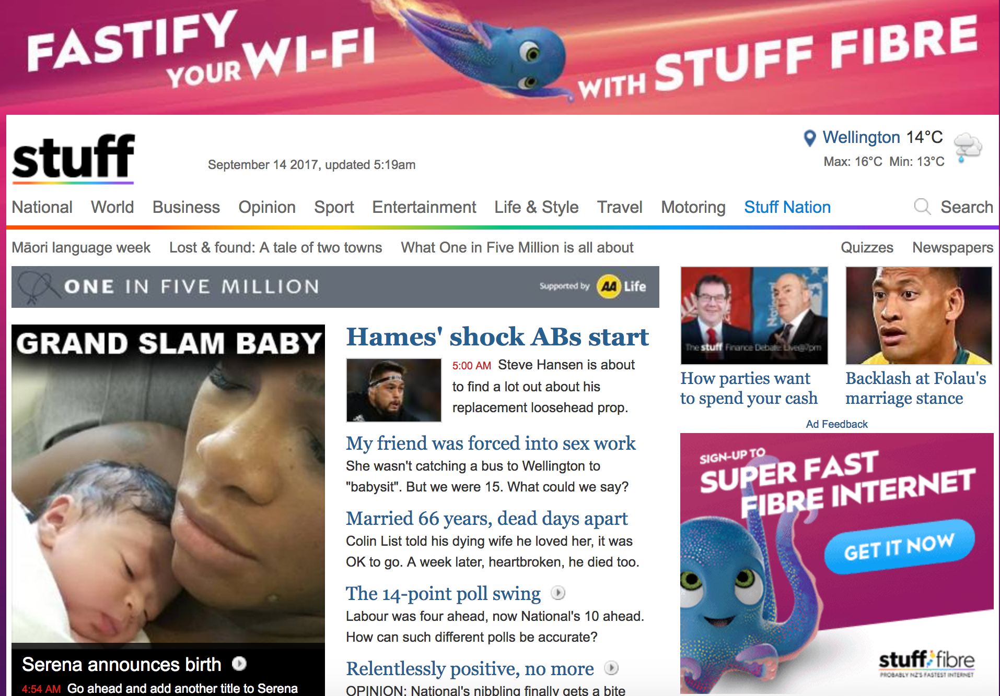 FASTIFY
YOUR WI-FI
WITH STUFF FIBRE
stuff
September 14 2017, updated 5:19am
Wellington 14°C
Max: 16°C Min: 13°C
National World Business Opinion Sport Entertainment Life & Style Travel Motoring Stuff Nation Search
Māori language week Lost & found: A tale of two towns What One in Five Million is all about Quizzes Newspapers
ONE IN FIVE MILLION Supported by AA Life
GRAND SLAM BABY
Serena announces birth
4:54 AM Go ahead and add another title to Serena
Hames' shock ABs start
5:00 AM Steve Hansen is about
to find a lot out about his
replacement loosehead prop.
My friend was forced into sex work
She wasn't catching a bus to Wellington to
"babysit". But we were 15. What could we say?
Married 66 years, dead days apart
Colin List told his dying wife he loved her, it was
OK to go. A week later, heartbroken, he died too.
The 14-point poll swing
Labour was four ahead, now National's 10 ahead.
How can such different polls be accurate?
Relentlessly positive, no more
OPINION: National's nibbling finally gets a bite
National
The stuff Finance Debate: Live@7pm
How parties want
to spend your cash
Backlash at Folau's
marriage stance
Ad Feedback
SIGN-UP TO
SUPER FAST
FIBRE INTERNET
GET IT NOW
stuff fibre
PROBABLY NZ'S FASTEST INTERNET